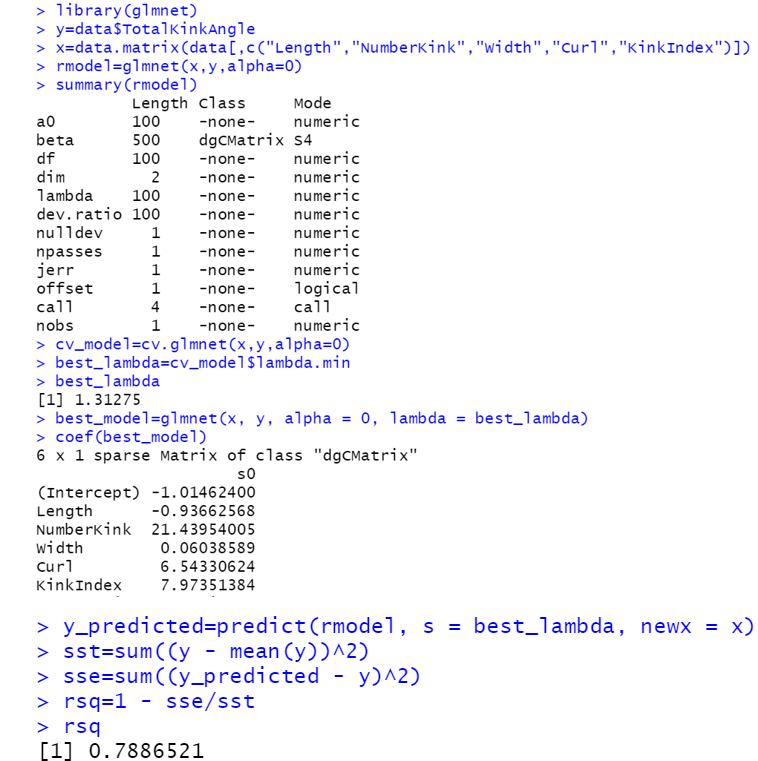 > library(glmnet)
> y=data$TotalKinkAngle
> x=data.matrix(data[,c("Length","NumberKink","Width","Curl","KinkIndex")])
> rmodel=glmnet(x,y,alpha=0)
> summary(rmodel)
          Length Class     Mode
a0        100    -none-    numeric
beta      500    dgCMatrix S4
df        100    -none-    numeric
dim         2    -none-    numeric
lambda    100    -none-    numeric
dev.ratio 100    -none-    numeric
nulldev     1    -none-    numeric
npasses     1    -none-    numeric
jerr        1    -none-    numeric
offset      1    -none-    logical
call        4    -none-    call
nobs        1    -none-    numeric
> cv_model=cv.glmnet(x,y,alpha=0)
> best_lambda=cv_model$lambda.min
> best_lambda
[1] 1.31275
> best_model=glmnet(x, y, alpha = 0, lambda = best_lambda)
> coef(best_model)
6 x 1 sparse Matrix of class "dgCMatrix"
                     s0
(Intercept) -1.01462400
Length      -0.93662568
NumberKink  21.43954005
Width        0.06038589
Curl         6.54330624
KinkIndex    7.97351384
> y_predicted=predict(rmodel, s = best_lambda, newx = x)
> sst=sum((y - mean(y))^2)
> sse=sum((y_predicted - y)^2)
> rsq=1 - sse/sst
> rsq
[1] 0.7886521